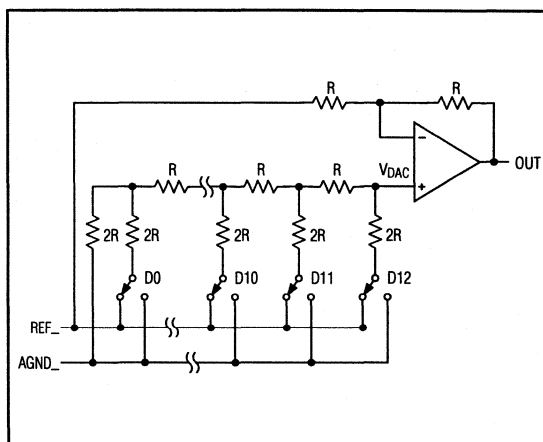 R R
OUT
VDAC
R R R
2R 2R 2R 2R 2R
D0 D10 D11 D12
REF_
AGND_
- +